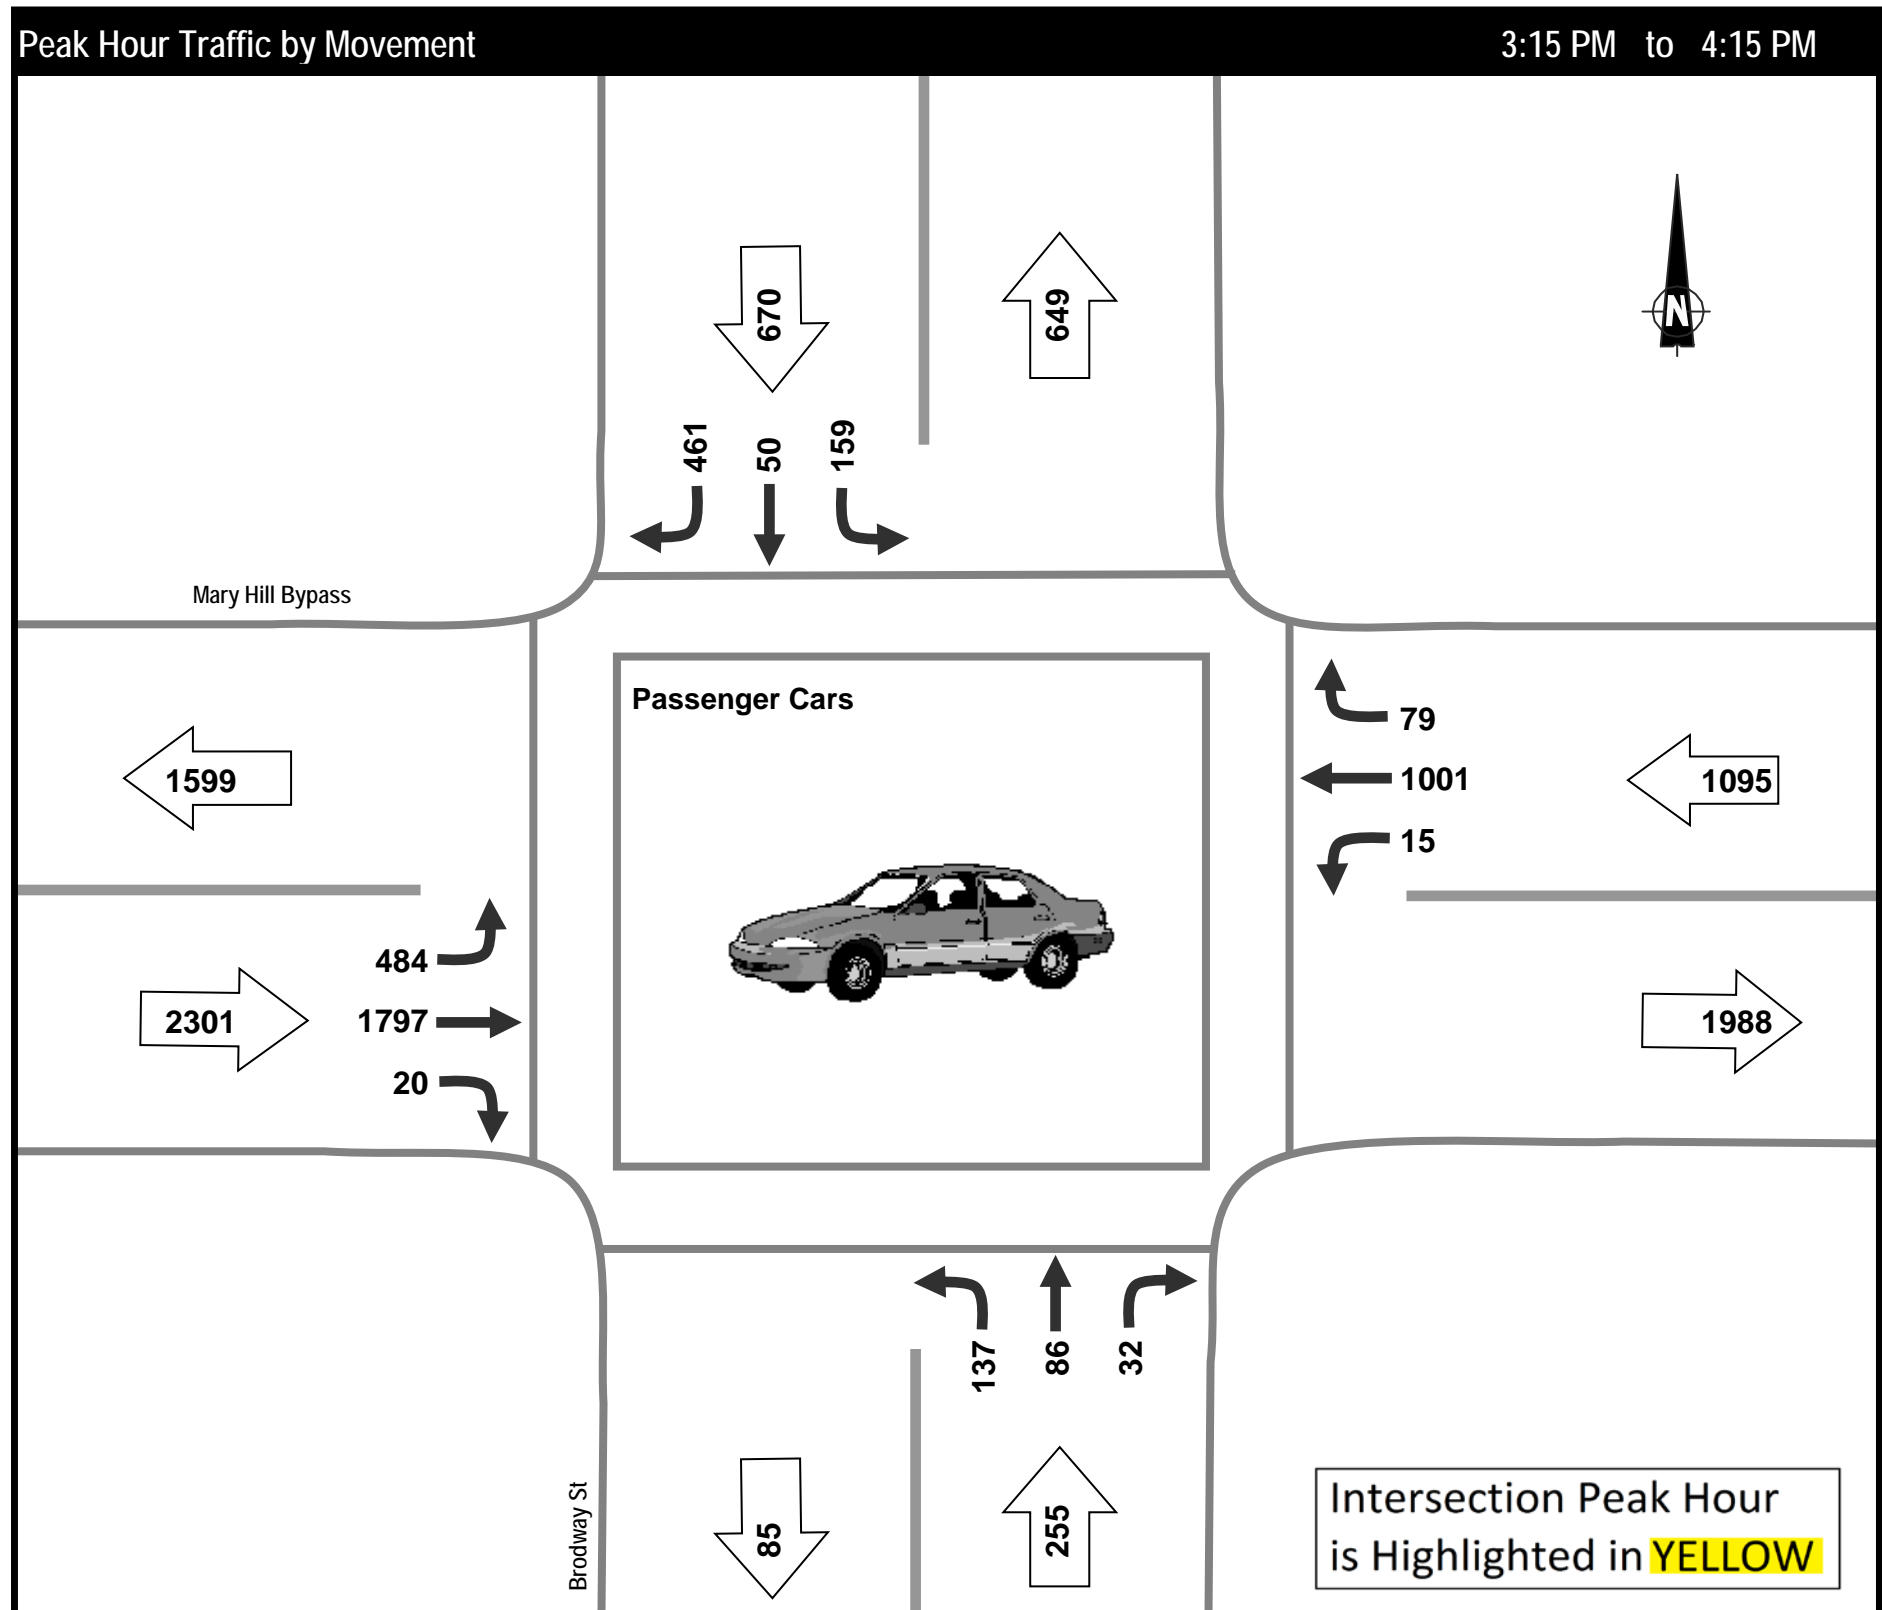 Peak Hour Traffic by Movement 3:15 PM to 4:15 PM
N
670
649
461
50
159
Mary Hill Bypass
Passenger Cars
79
1599
1001
1095
15
484
2301
1797
1988
20
137
86
32
Brodway St
85
255
Intersection Peak Hour
is Highlighted in YELLOW